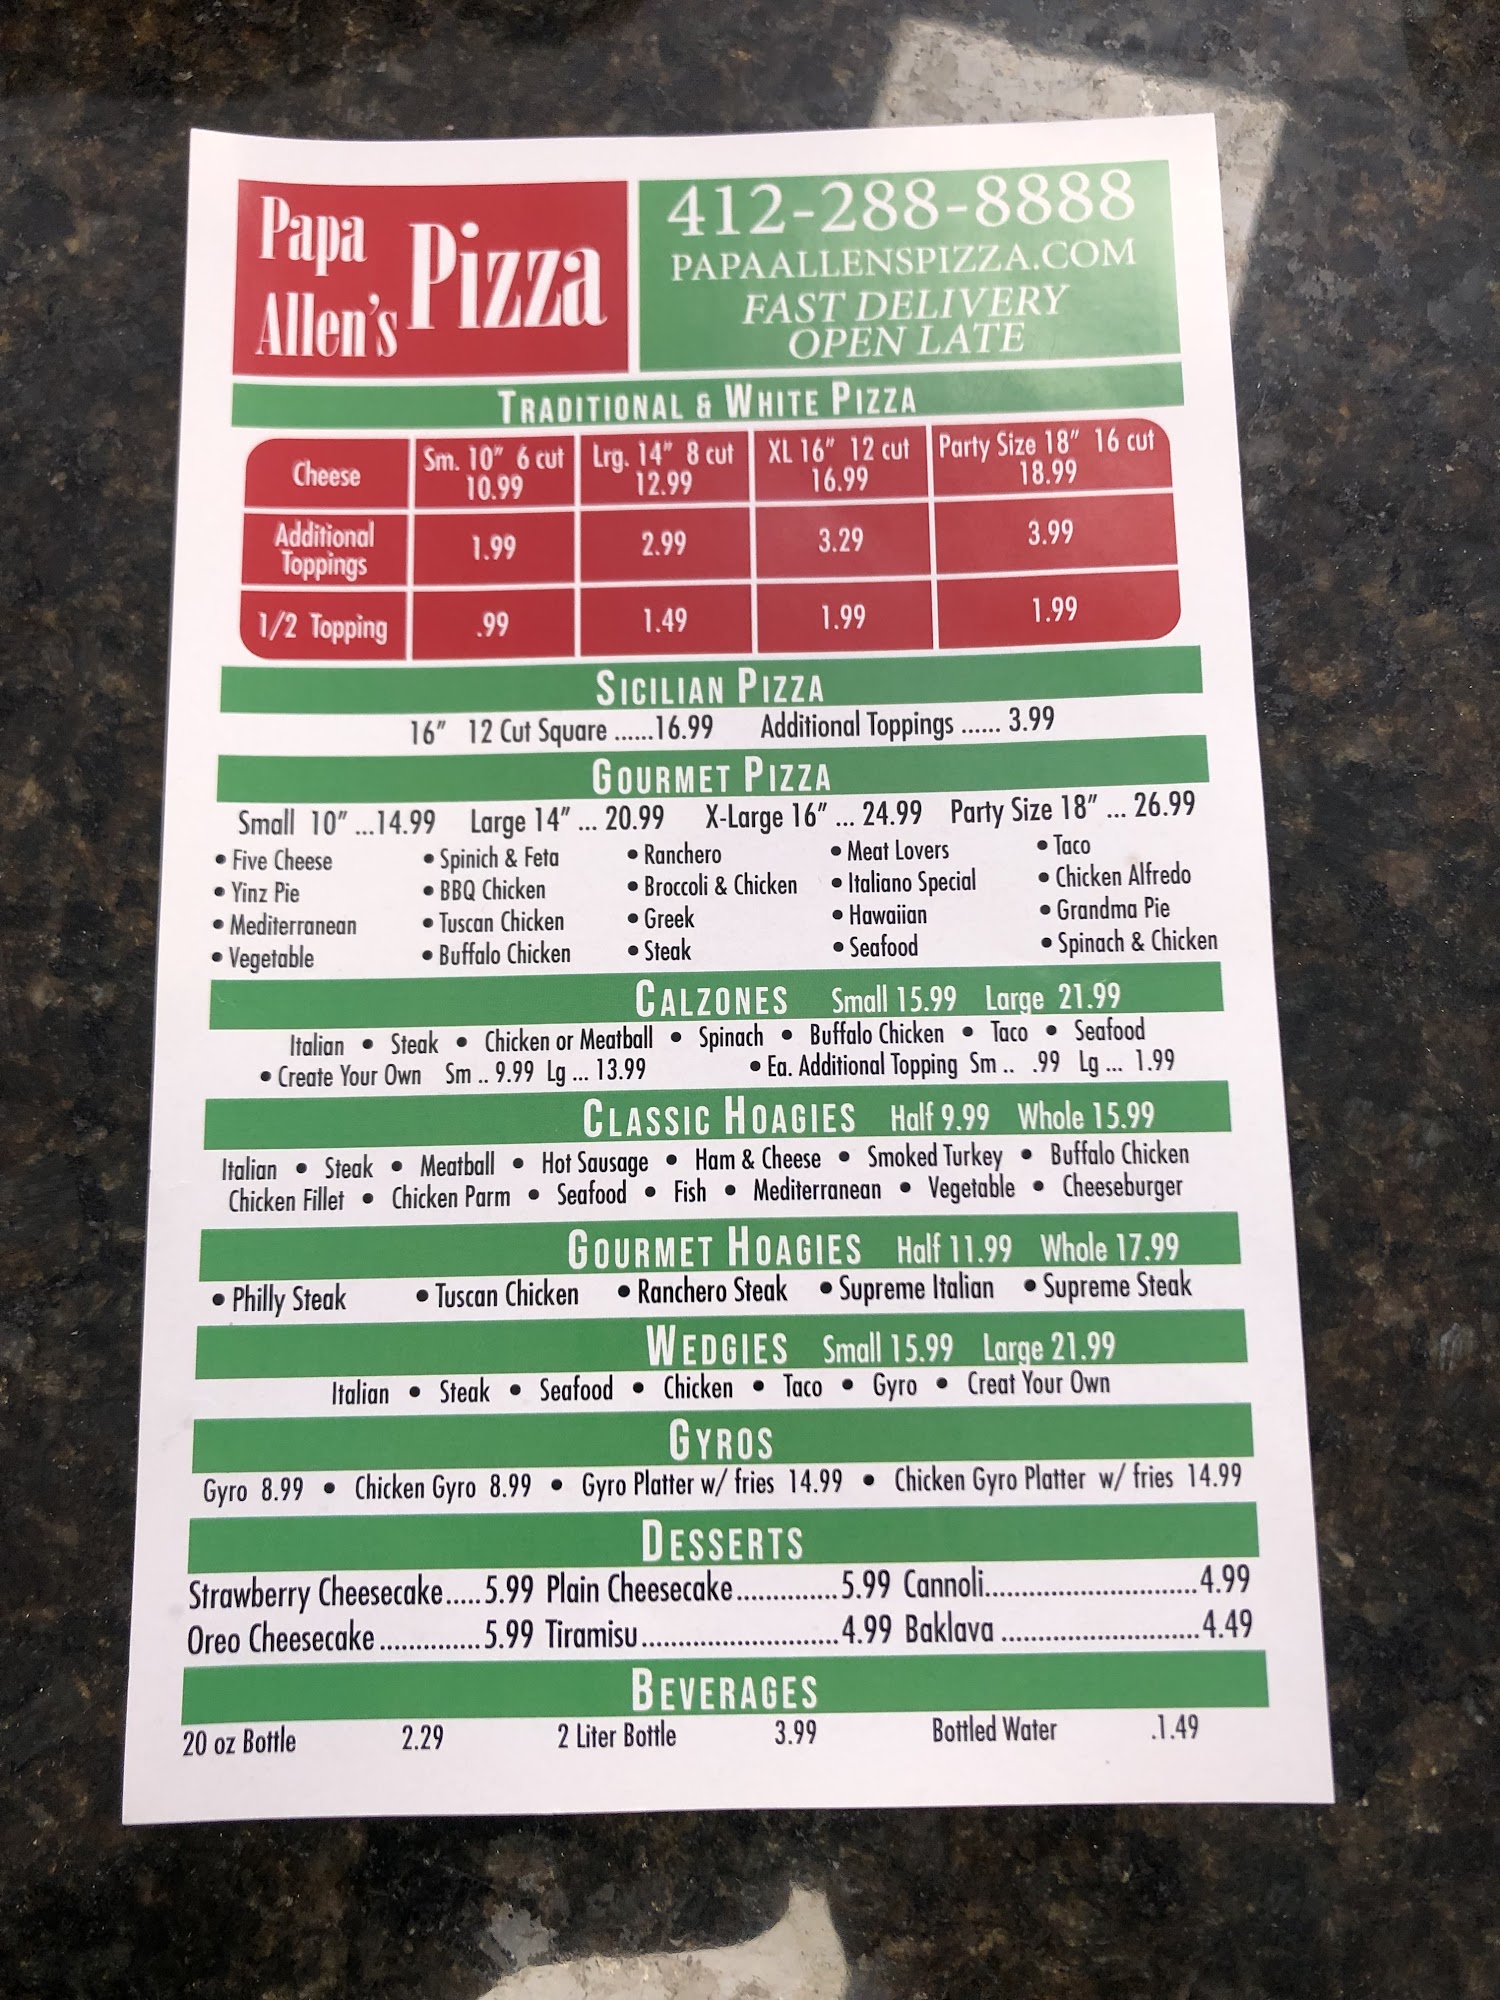 Papa Allen's Pizza
412-288-8888
PAPAALLENSPIZZA.COM
FAST DELIVERY
OPEN LATE
TRADITIONAL & WHITE PIZZA
Cheese Sm. 10" 6 cut 10.99 Lrg. 14" 8 cut 12.99 XL 16" 12 cut 16.99 Party Size 18" 16 cut 18.99
Additional Toppings 1.99 2.99 3.29 3.99
1/2 Topping .99 1.49 1.99 1.99
SICILIAN PIZZA
16" 12 Cut Square ......16.99 Additional Toppings ...... 3.99
GOURMET PIZZA
Small 10" ...14.99 Large 14" ... 20.99 X-Large 16" ... 24.99 Party Size 18" ... 26.99
• Five Cheese • Spinich & Feta • Ranchero • Meat Lovers • Taco
• Yinz Pie • BBQ Chicken • Broccoli & Chicken • Italiano Special • Chicken Alfredo
• Mediterranean • Tuscan Chicken • Greek • Hawaiian • Grandma Pie
• Vegetable • Buffalo Chicken • Steak • Seafood • Spinach & Chicken
CALZONES Small 15.99 Large 21.99
Italian • Steak • Chicken or Meatball • Spinach • Buffalo Chicken • Taco • Seafood
• Create Your Own Sm .. 9.99 Lg ... 13.99 • Ea. Additional Topping Sm .. .99 Lg ... 1.99
CLASSIC HOAGIES Half 9.99 Whole 15.99
Italian • Steak • Meatball • Hot Sausage • Ham & Cheese • Smoked Turkey • Buffalo Chicken
Chicken Fillet • Chicken Parm • Seafood • Fish • Mediterranean • Vegetable • Cheeseburger
GOURMET HOAGIES Half 11.99 Whole 17.99
• Philly Steak • Tuscan Chicken • Ranchero Steak • Supreme Italian • Supreme Steak
WEDGIES Small 15.99 Large 21.99
Italian • Steak • Seafood • Chicken • Taco • Gyro • Creat Your Own
GYROS
Gyro 8.99 • Chicken Gyro 8.99 • Gyro Platter w/ fries 14.99 • Chicken Gyro Platter w/ fries 14.99
DESSERTS
Strawberry Cheesecake.....5.99 Plain Cheesecake..............5.99 Cannoli.............................4.99
Oreo Cheesecake..............5.99 Tiramisu...........................4.99 Baklava ...........................4.49
BEVERAGES
20 oz Bottle 2.29 2 Liter Bottle 3.99 Bottled Water .1.49